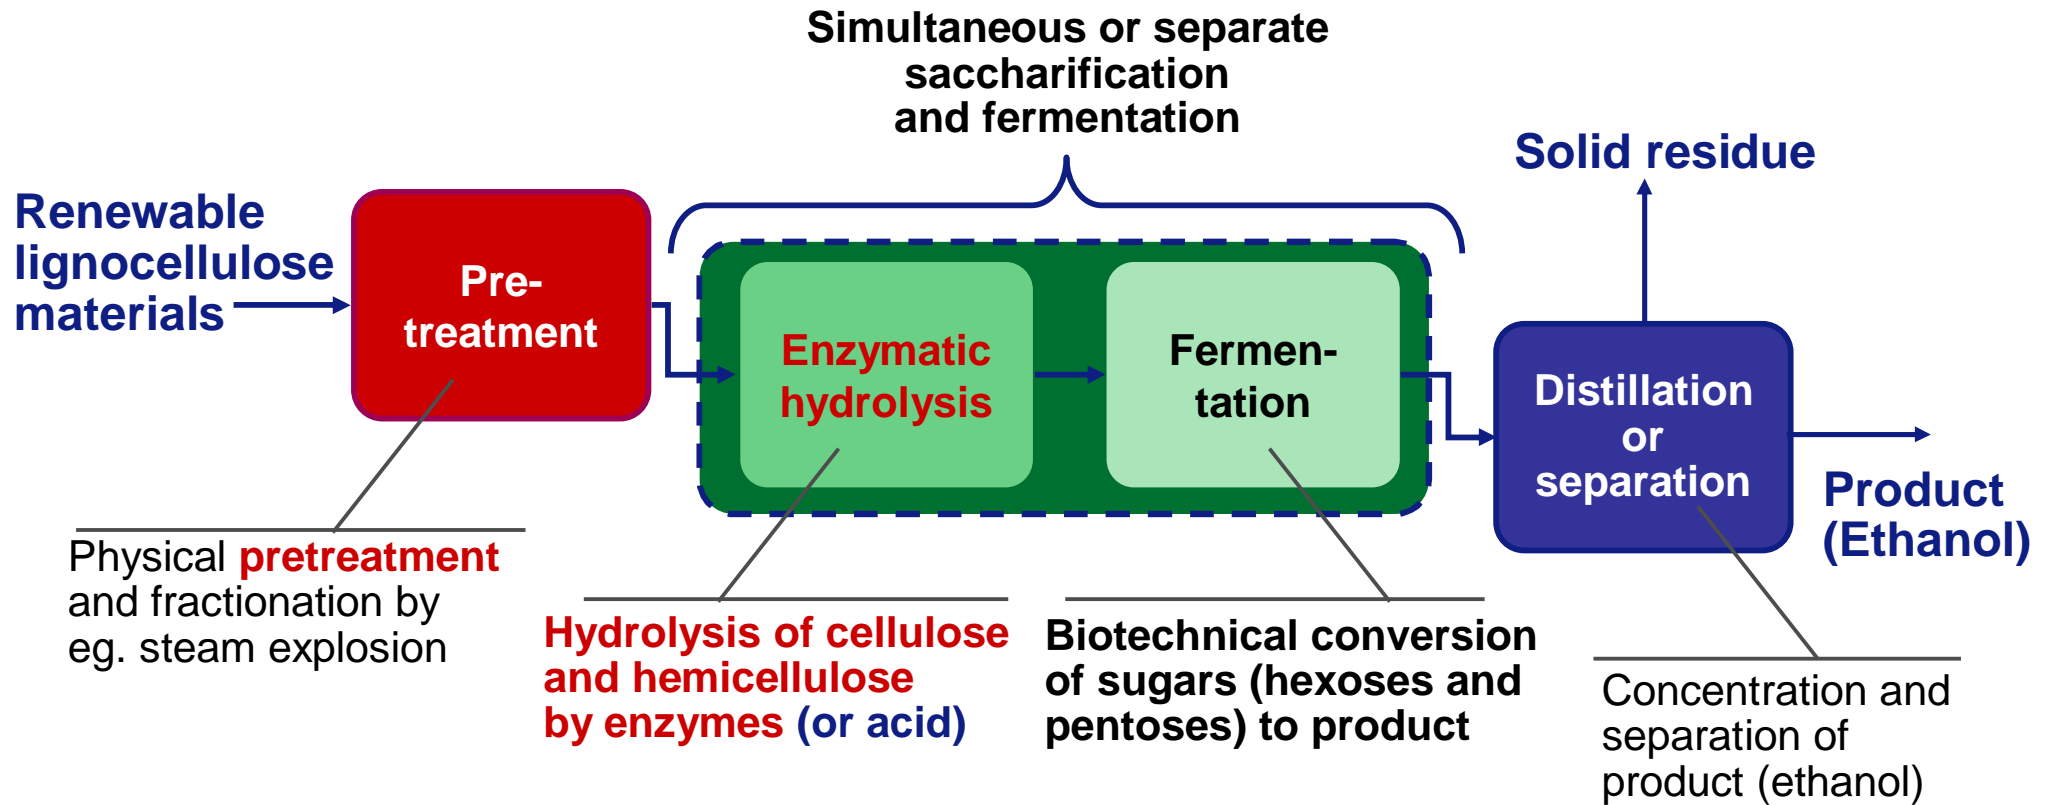 Simultaneous or separate
saccharification
and fermentation
Solid residue
Renewable
lignocellulose
materials
Pre-
treatment
Enzymatic
hydrolysis
Fermen-
tation
Distillation
or
separation
Product
(Ethanol)
Physical pretreatment
and fractionation by
eg. steam explosion
Hydrolysis of cellulose
and hemicellulose
by enzymes (or acid)
Biotechnical conversion
of sugars (hexoses and
pentoses) to product
Concentration and
separation of
product (ethanol)